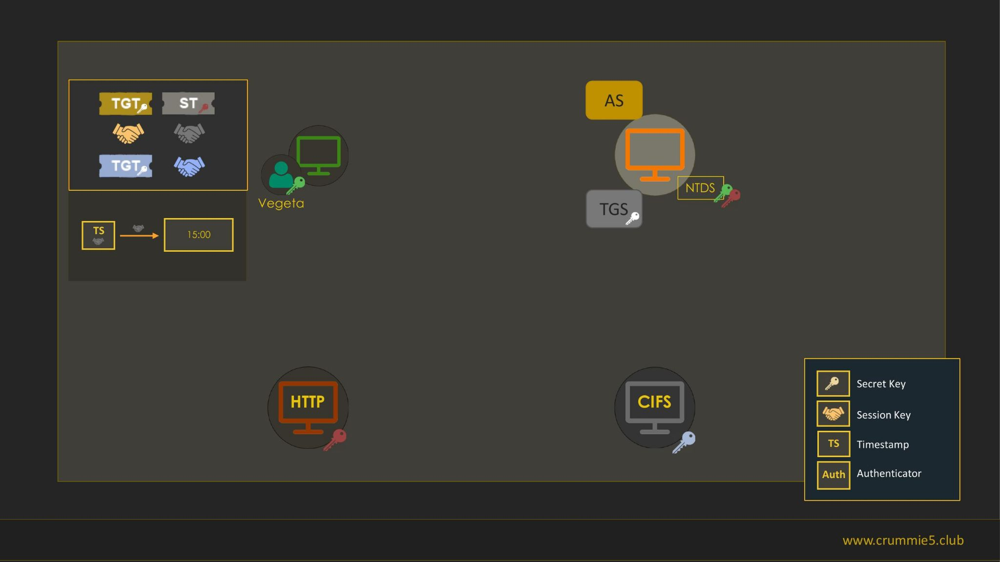 TGT
ST
TGT
TS
15:00
Vegeta
AS
NTDS
TGS
HTTP
CIFS
Secret Key
Session Key
TS
Timestamp
Auth
Authenticator
www.crummie5.club